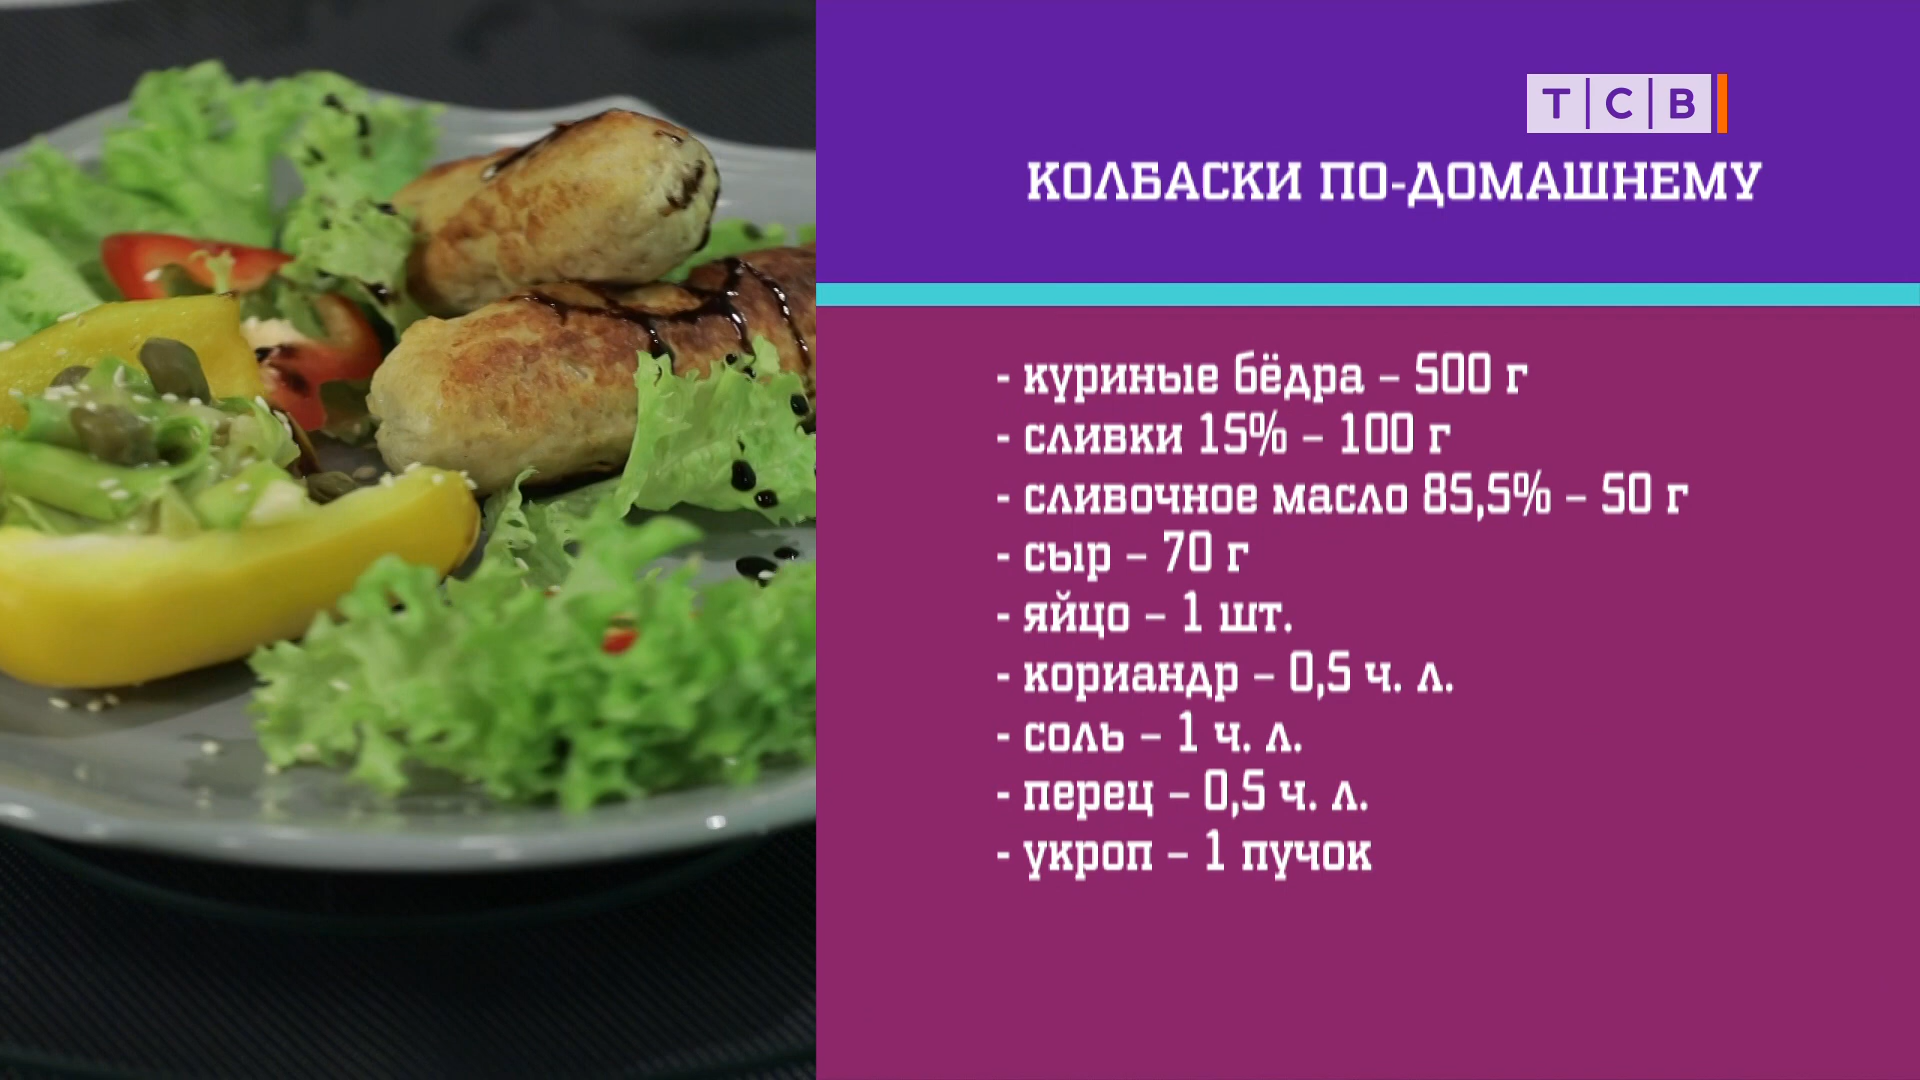 ТСВ
КОЛБАСКИ ПО-ДОМАШНЕМУ
- куриные бёдра – 500 г
- сливки 15% – 100 г
- сливочное масло 85,5% – 50 г
- сыр – 70 г
- яйцо – 1 шт.
- кориандр – 0,5 ч. л.
- соль – 1 ч. л.
- перец – 0,5 ч. л.
- укроп – 1 пучок